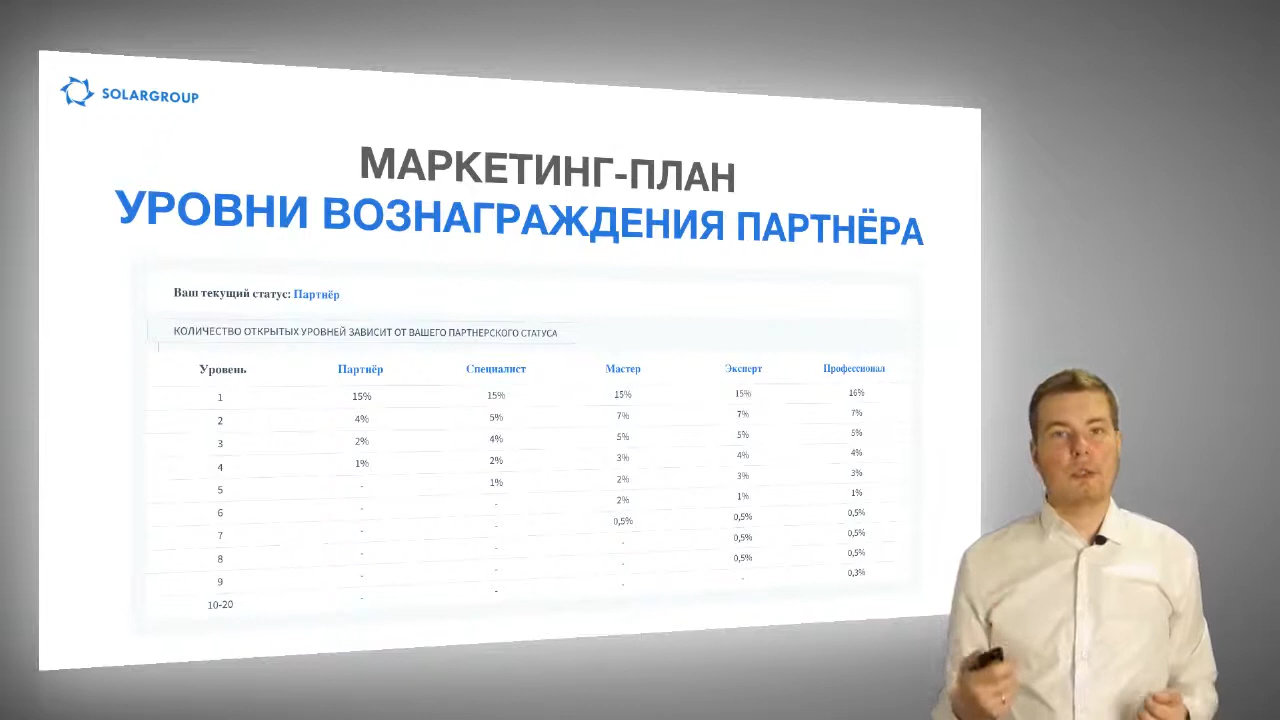 SOLARGROUP
МАРКЕТИНГ-ПЛАН
УРОВНИ ВОЗНАГРАЖДЕНИЯ ПАРТНЁРА
Ваш текущий статус: Партнёр
КОЛИЧЕСТВО ОТКРЫТЫХ УРОВНЕЙ ЗАВИСИТ ОТ ВАШЕГО ПАРТНЕРСКОГО СТАТУСА
Уровень Партнёр Специалист Мастер Эксперт Профессионал
1 15% 15% 15% 15% 16%
2 4% 5% 7% 7% 7%
3 2% 4% 5% 5% 5%
4 1% 2% 3% 4% 4%
5 - 1% 2% 3% 3%
6 - - 2% 1% 1%
7 - - 0,5% 0,5% 0,5%
8 - - - 0,5% 0,5%
9 - - - 0,5% 0,5%
10-20 - - - - 0,3%